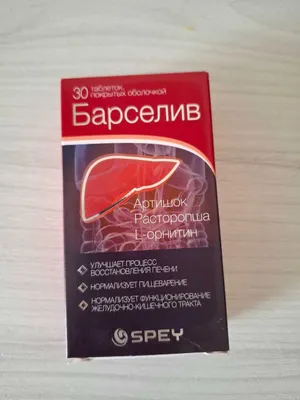 30 таблеток,
покрытых оболочкой
Барселив
Артишок
Расторопша
L-орнитин
УЛУЧШАЕТ ПРОЦЕСС
ВОССТАНОВЛЕНИЯ ПЕЧЕНИ
НОРМАЛИЗУЕТ ПИЩЕВАРЕНИЕ
НОРМАЛИЗУЕТ ФУНКЦИОНИРОВАНИЕ
ЖЕЛУДОЧНО-КИШЕЧНОГО ТРАКТА
SPEY